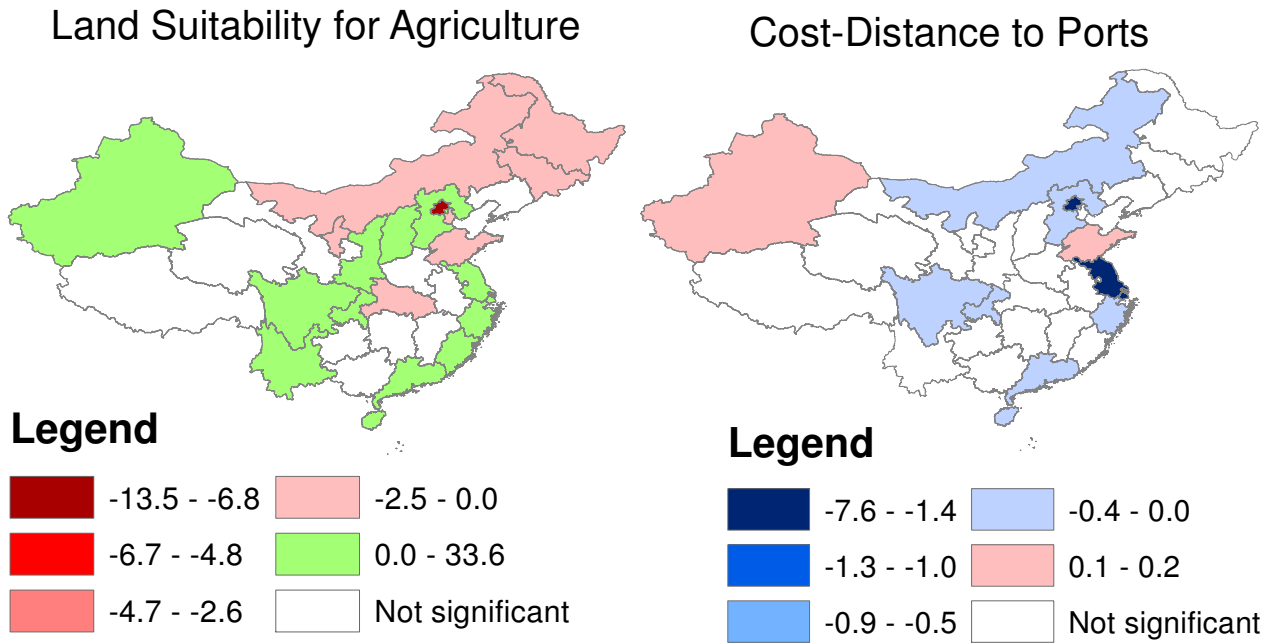 Land Suitability for Agriculture
Legend
-13.5 - -6.8
-6.7 - -4.8
-4.7 - -2.6
-2.5 - 0.0
0.0 - 33.6
Not significant
Cost-Distance to Ports
Legend
-7.6 - -1.4
-1.3 - -1.0
-0.9 - -0.5
-0.4 - 0.0
0.1 - 0.2
Not significant